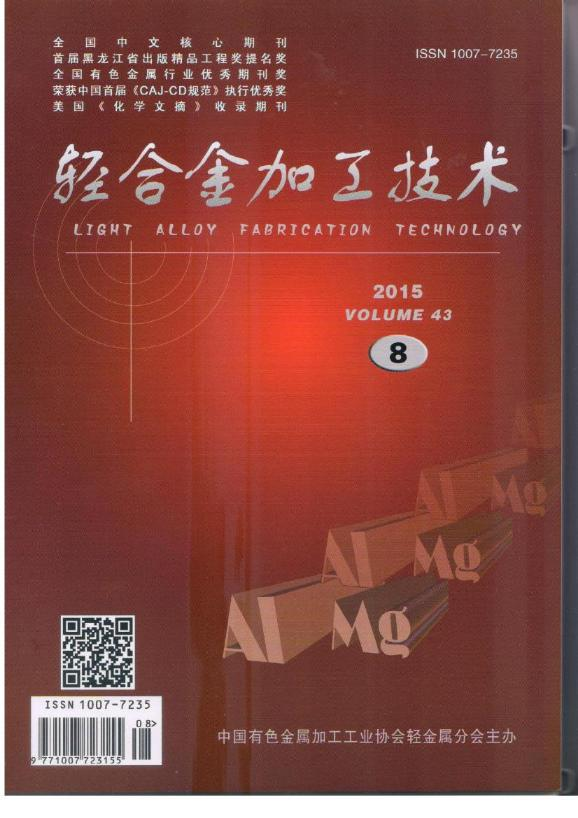 全国中文核心期刊
首届黑龙江省出版精品工程奖提名奖
全国有色金属行业优秀期刊奖
荣获中国首届《CAJ-CD规范》执行优秀奖
美国《化学文摘》收录期刊
ISSN 1007-7235
轻合金加工技术
LIGHT ALLOY FABRICATION TECHNOLOGY
2015
VOLUME 43
8
Al Mg
Al Mg
Al Mg
ISSN 1007-7235
08>
9 771007 723155
中国有色金属加工工业协会轻金属分会主办